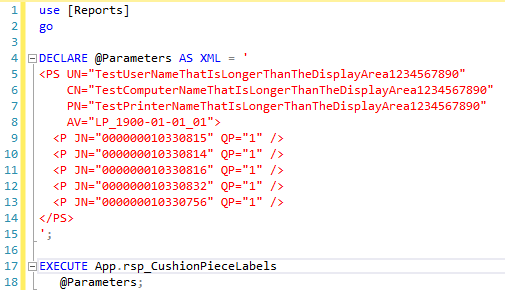 1 use [Reports]
2 go
3
4 DECLARE @Parameters AS XML = '
5 <PS UN="TestUserNameThatIsLongerThanTheDisplayArea1234567890"
6 CN="TestComputerNameThatIsLongerThanTheDisplayArea1234567890"
7 PN="TestPrinterNameThatIsLongerThanTheDisplayArea1234567890"
8 AV="LP_1900-01-01_01">
9 <P JN="000000010330815" QP="1" />
10 <P JN="000000010330814" QP="1" />
11 <P JN="000000010330816" QP="1" />
12 <P JN="000000010330832" QP="1" />
13 <P JN="000000010330756" QP="1" />
14 </PS>
15 ';
16
17 EXECUTE App.rsp_CushionPieceLabels
18 @Parameters;